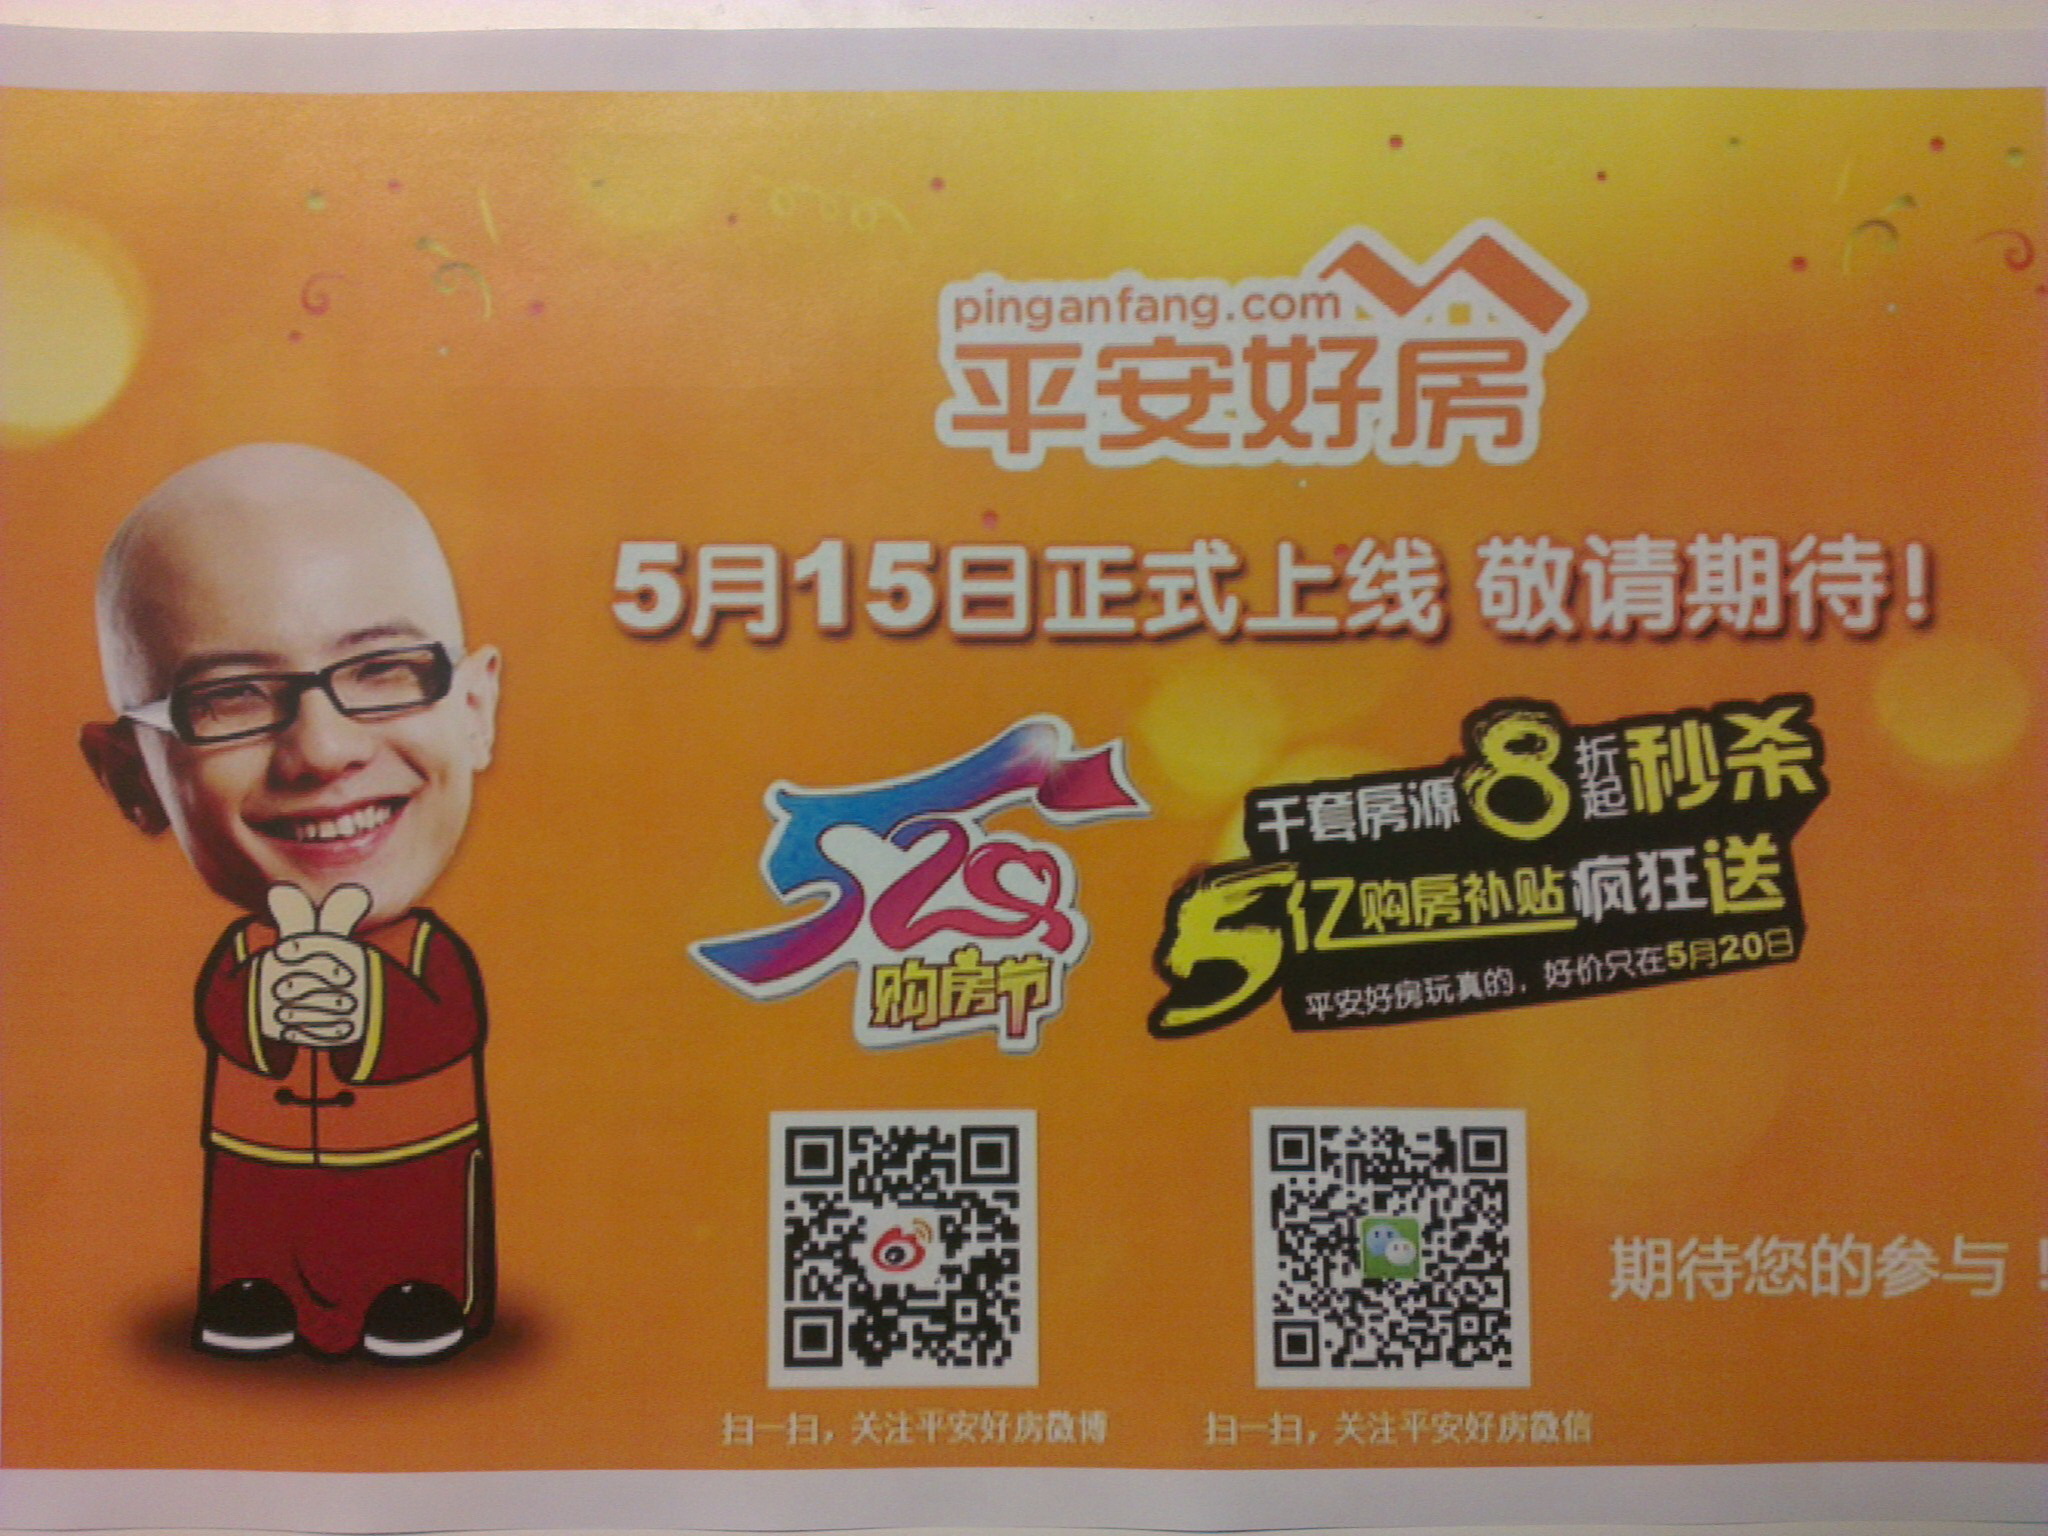 pinganfang.com
平安好房
5月15日正式上线 敬请期待！
520
购房节
千套房源8折起秒杀
5亿购房补贴疯狂送
平安好房玩真的，好价只在5月20日
期待您的参与！
扫一扫，关注平安好房微博
扫一扫，关注平安好房微信